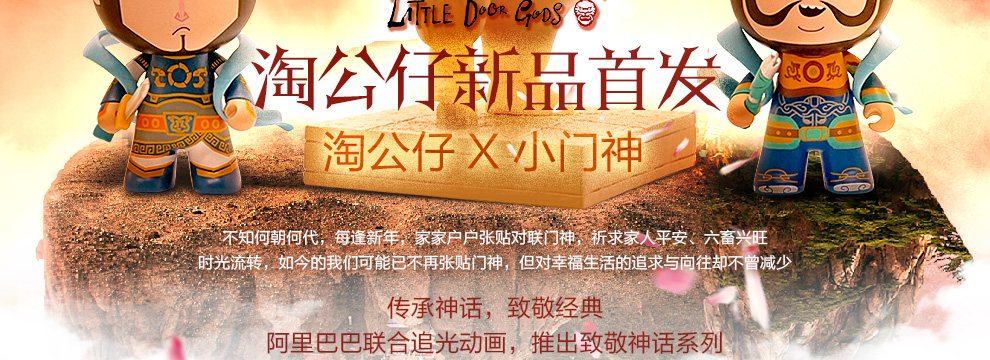 LITTLE DOOR GODS
淘公仔新品首发
淘公仔 X 小门神
不知何朝何代，每逢新年，家家户户张贴对联门神，祈求家人平安、六畜兴旺
时光流转，如今的我们可能已不再张贴门神，但对幸福生活的追求与向往却不曾减少
传承神话，致敬经典
阿里巴巴联合追光动画，推出致敬神话系列